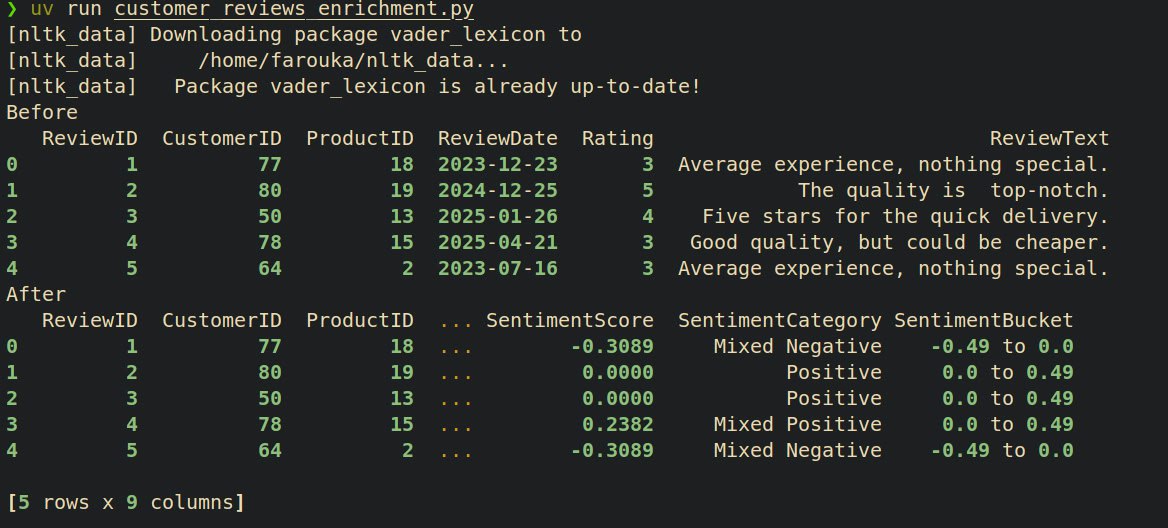 ❯ uv run customer_reviews_enrichment.py
[nltk_data] Downloading package vader_lexicon to
[nltk_data]     /home/farouka/nltk_data...
[nltk_data]   Package vader_lexicon is already up-to-date!
Before
   ReviewID  CustomerID  ProductID  ReviewDate  Rating                           ReviewText
0         1          77         18  2023-12-23       3  Average experience, nothing special.
1         2          80         19  2024-12-25       5            The quality is  top-notch.
2         3          50         13  2025-01-26       4    Five stars for the quick delivery.
3         4          78         15  2025-04-21       3   Good quality, but could be cheaper.
4         5          64          2  2023-07-16       3  Average experience, nothing special.
After
   ReviewID  CustomerID  ProductID  ... SentimentScore  SentimentCategory SentimentBucket
0         1          77         18  ...        -0.3089     Mixed Negative    -0.49 to 0.0
1         2          80         19  ...         0.0000           Positive     0.0 to 0.49
2         3          50         13  ...         0.0000           Positive     0.0 to 0.49
3         4          78         15  ...         0.2382     Mixed Positive     0.0 to 0.49
4         5          64          2  ...        -0.3089     Mixed Negative    -0.49 to 0.0
[5 rows x 9 columns]